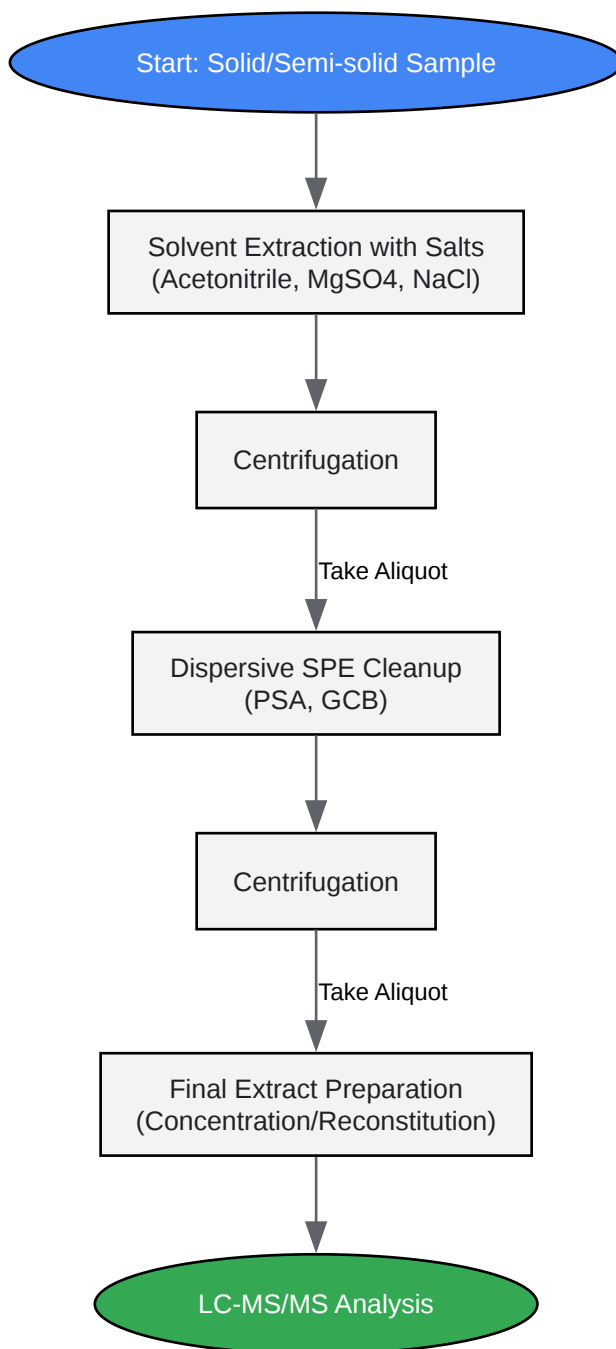 Start: Solid/Semi-solid Sample
Solvent Extraction with Salts
(Acetonitrile, MgSO4, NaCl)
Centrifugation
Take Aliquot
Dispersive SPE Cleanup
(PSA, GCB)
Centrifugation
Take Aliquot
Final Extract Preparation
(Concentration/Reconstitution)
LC-MS/MS Analysis